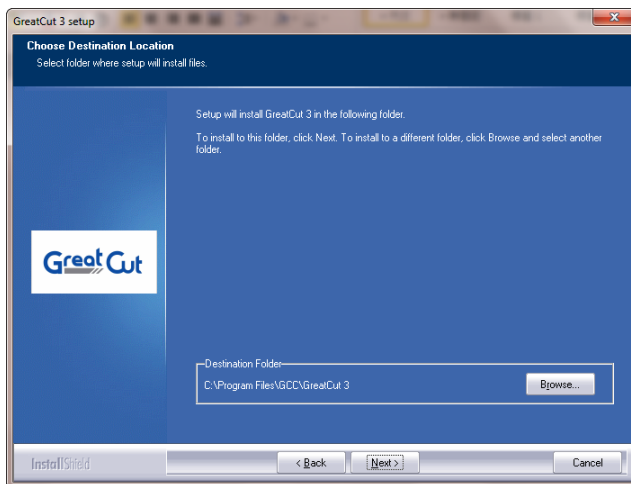 GreatCut 3 setup
Choose Destination Location
Select folder where setup will install files.
Setup will install GreatCut 3 in the following folder.
To install to this folder, click Next. To install to a different folder, click Browse and select another
folder.
Great Cut
Destination Folder
C:\Program Files\GCC\GreatCut 3
Browse...
InstallShield
< Back
Next >
Cancel